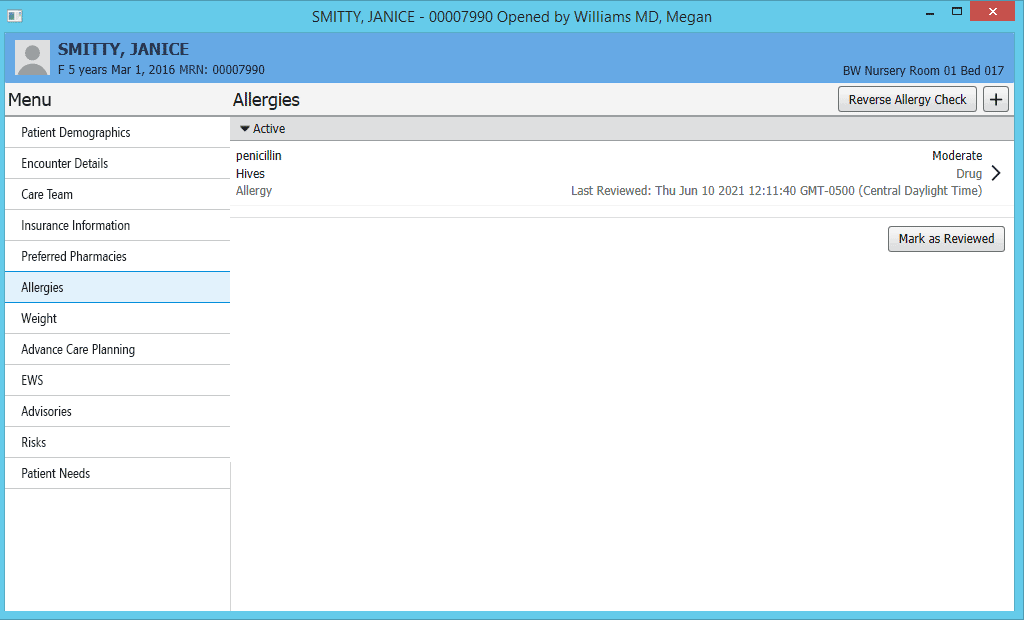 SMITTY, JANICE - 00007990 Opened by Williams MD, Megan
SMITTY, JANICE
F 5 years Mar 1, 2016 MRN: 00007990
BW Nursery Room 01 Bed 017
Menu
Allergies
Reverse Allergy Check
+
Patient Demographics
Encounter Details
Care Team
Insurance Information
Preferred Pharmacies
Allergies
Weight
Advance Care Planning
EWS
Advisories
Risks
Patient Needs
Active
penicillin
Moderate
Hives
Drug
Allergy
Last Reviewed: Thu Jun 10 2021 12:11:40 GMT-0500 (Central Daylight Time)
Mark as Reviewed